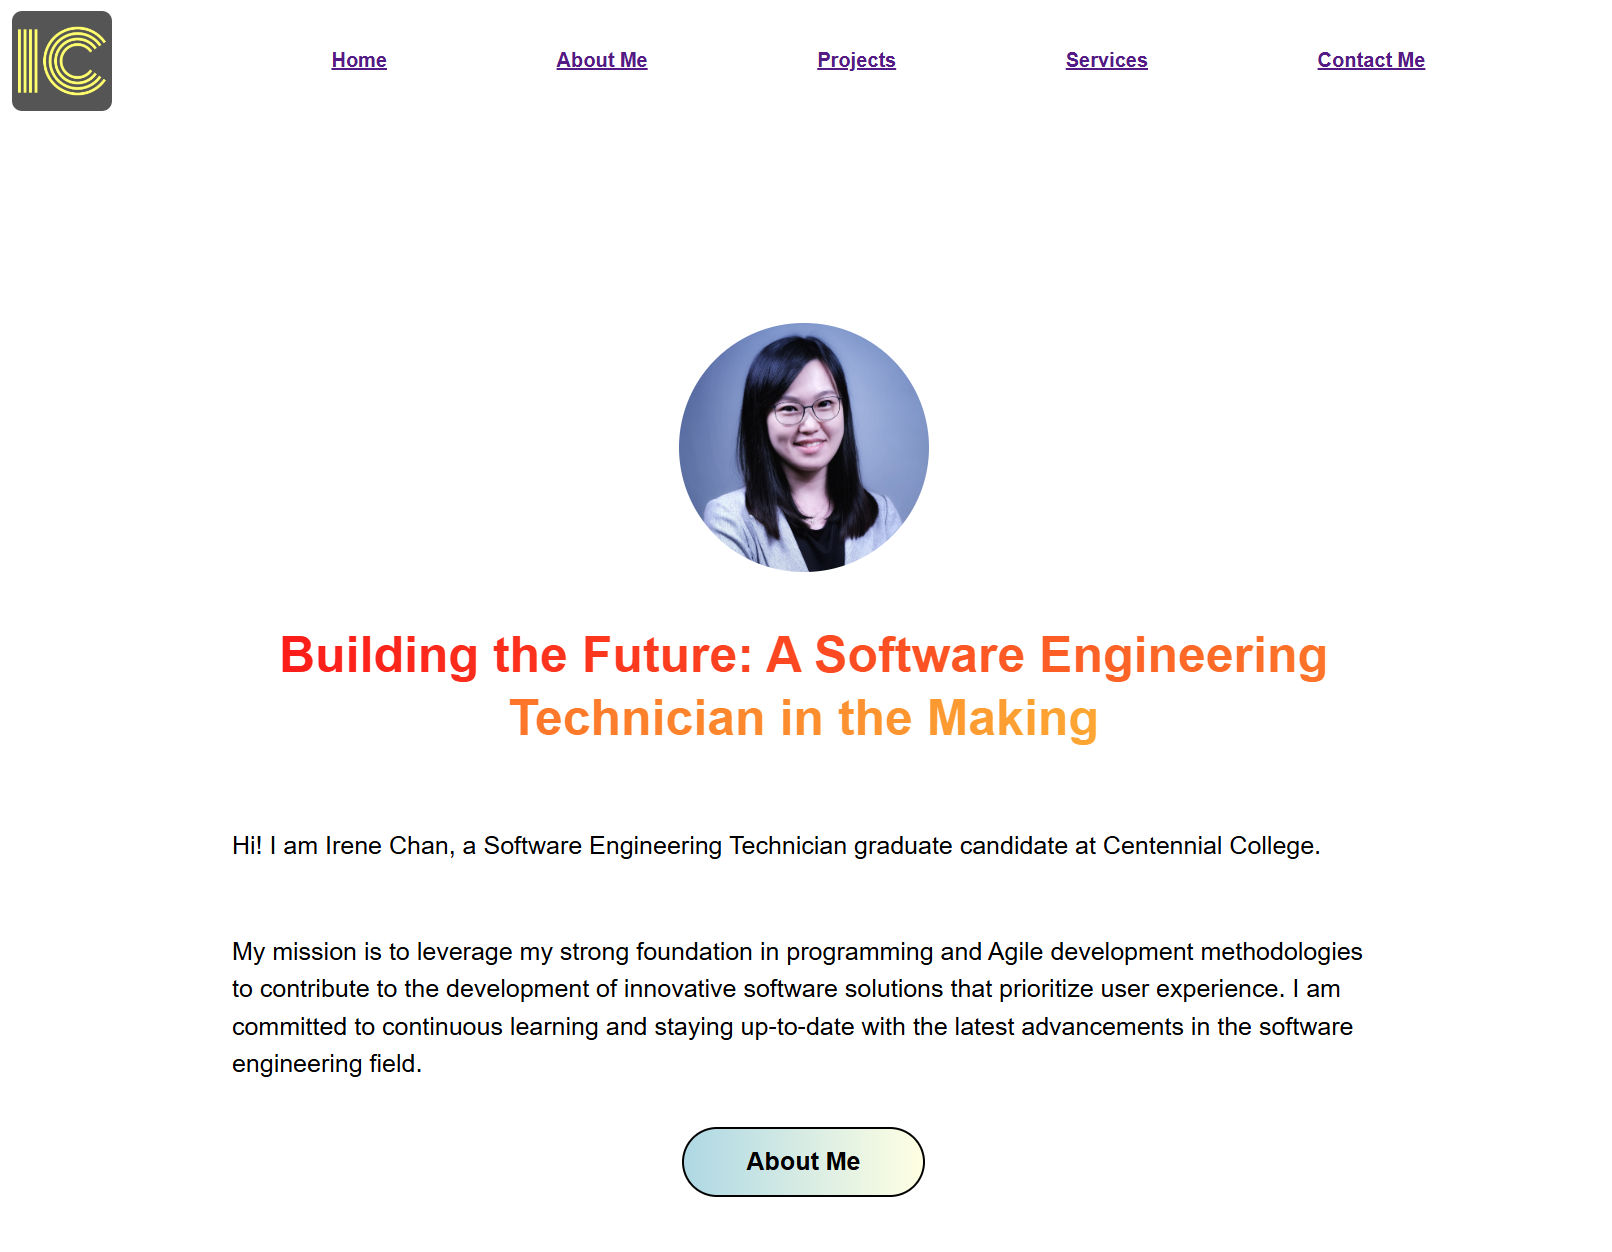 IC
Home About Me Projects Services Contact Me
Building the Future: A Software Engineering
Technician in the Making
Hi! I am Irene Chan, a Software Engineering Technician graduate candidate at Centennial College.
My mission is to leverage my strong foundation in programming and Agile development methodologies
to contribute to the development of innovative software solutions that prioritize user experience. I am
committed to continuous learning and staying up-to-date with the latest advancements in the software
engineering field.
About Me